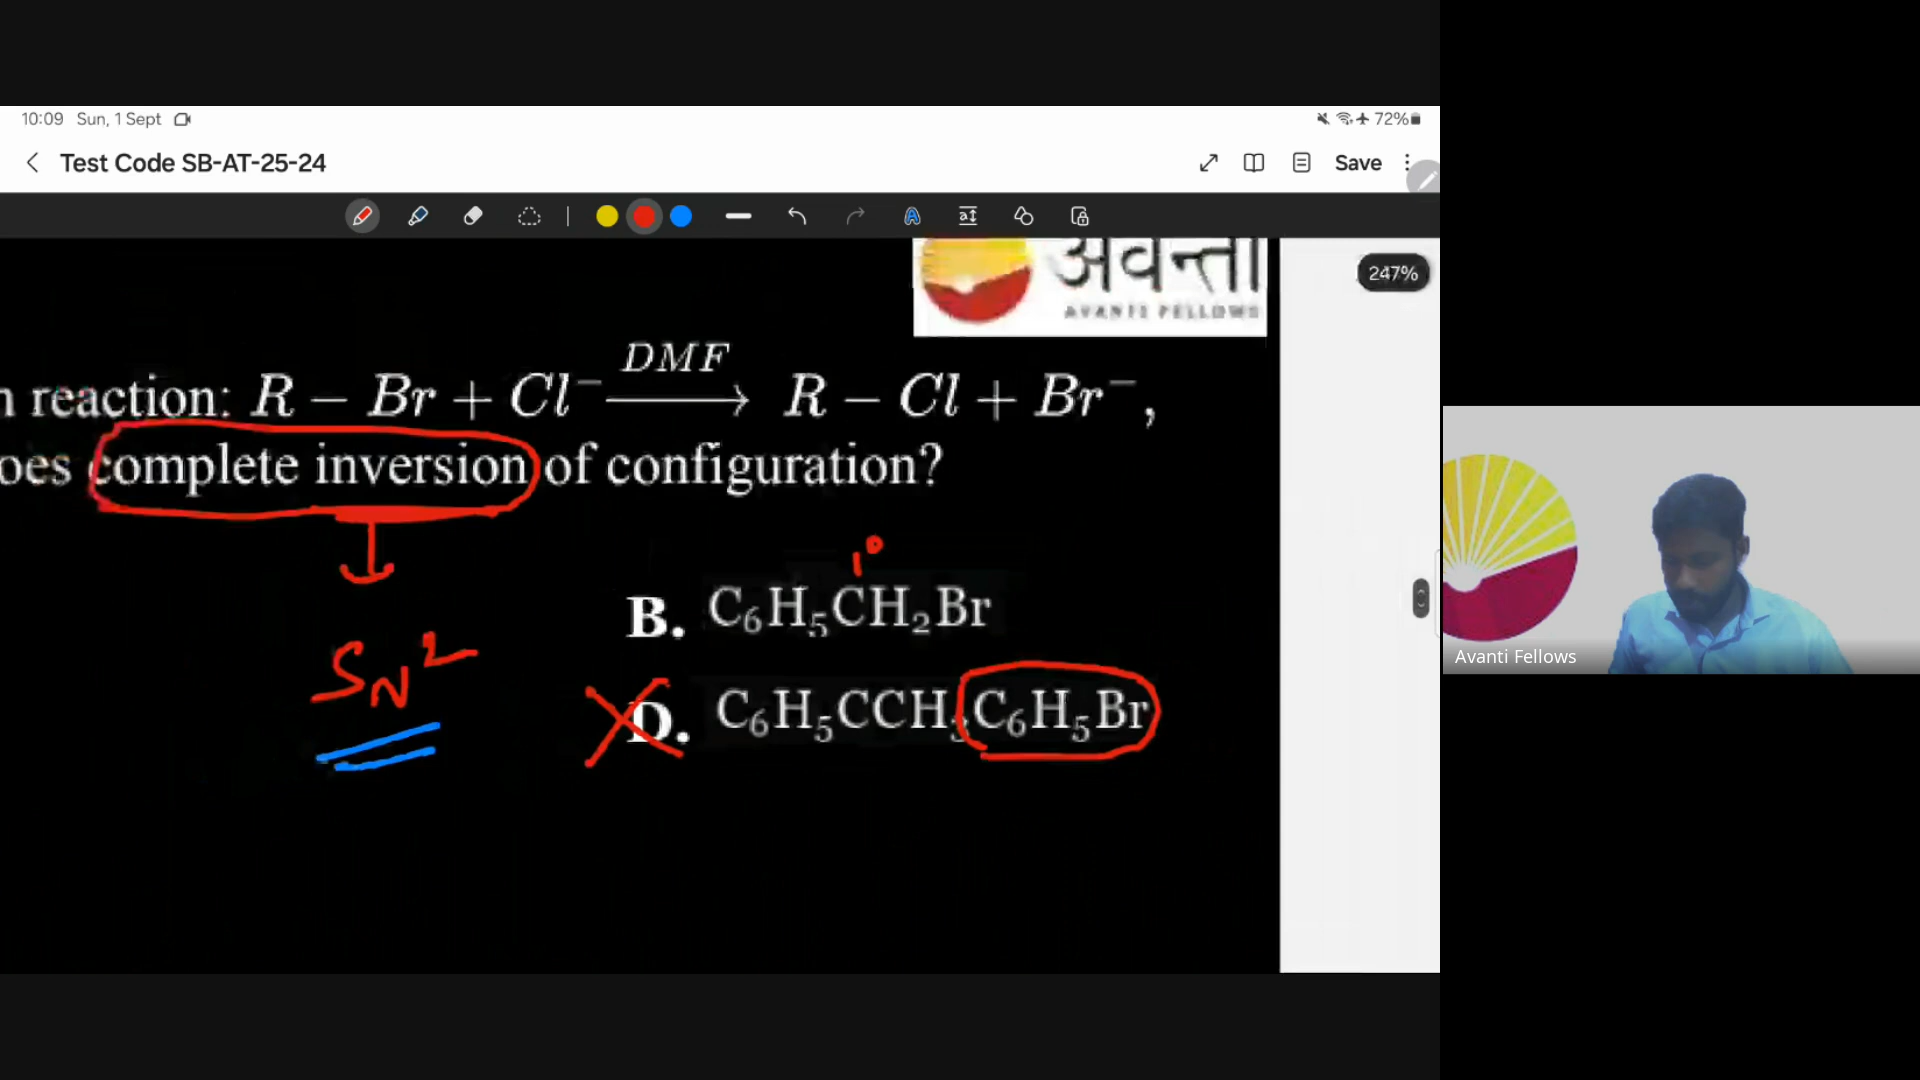 10:09 Sun, 1 Sept 72%
Test Code SB-AT-25-24
Save
अवन्ती
AVANTI FELLOWS
247%
n reaction: R − Br + Cl⁻ —DMF→ R − Cl + Br⁻,
oes complete inversion of configuration?
1°
B. C₆H₅CH₂Br
SN2
D. C₆H₅CCH₃C₆H₅Br
Avanti Fellows